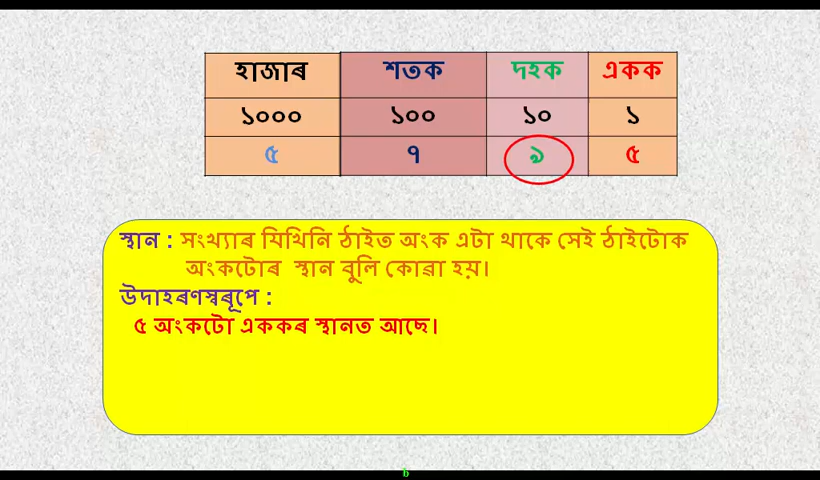 হাজাৰ শতক দহক একক
১০০০ ১০০ ১০ ১
৫ ৭ ৯ ৫
স্থান : সংখ্যাৰ যিখিনি ঠাইত অংক এটা থাকে সেই ঠাইটোক
অংকটোৰ স্থান বুলি কোৱা হয়।
উদাহৰণস্বৰূপে :
৫ অংকটো এককৰ স্থানত আছে।
b